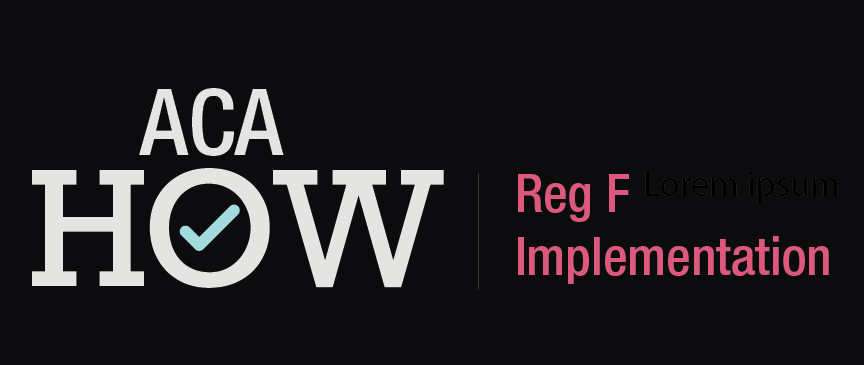 ACA
HOW
Reg F Lorem ipsum
Implementation